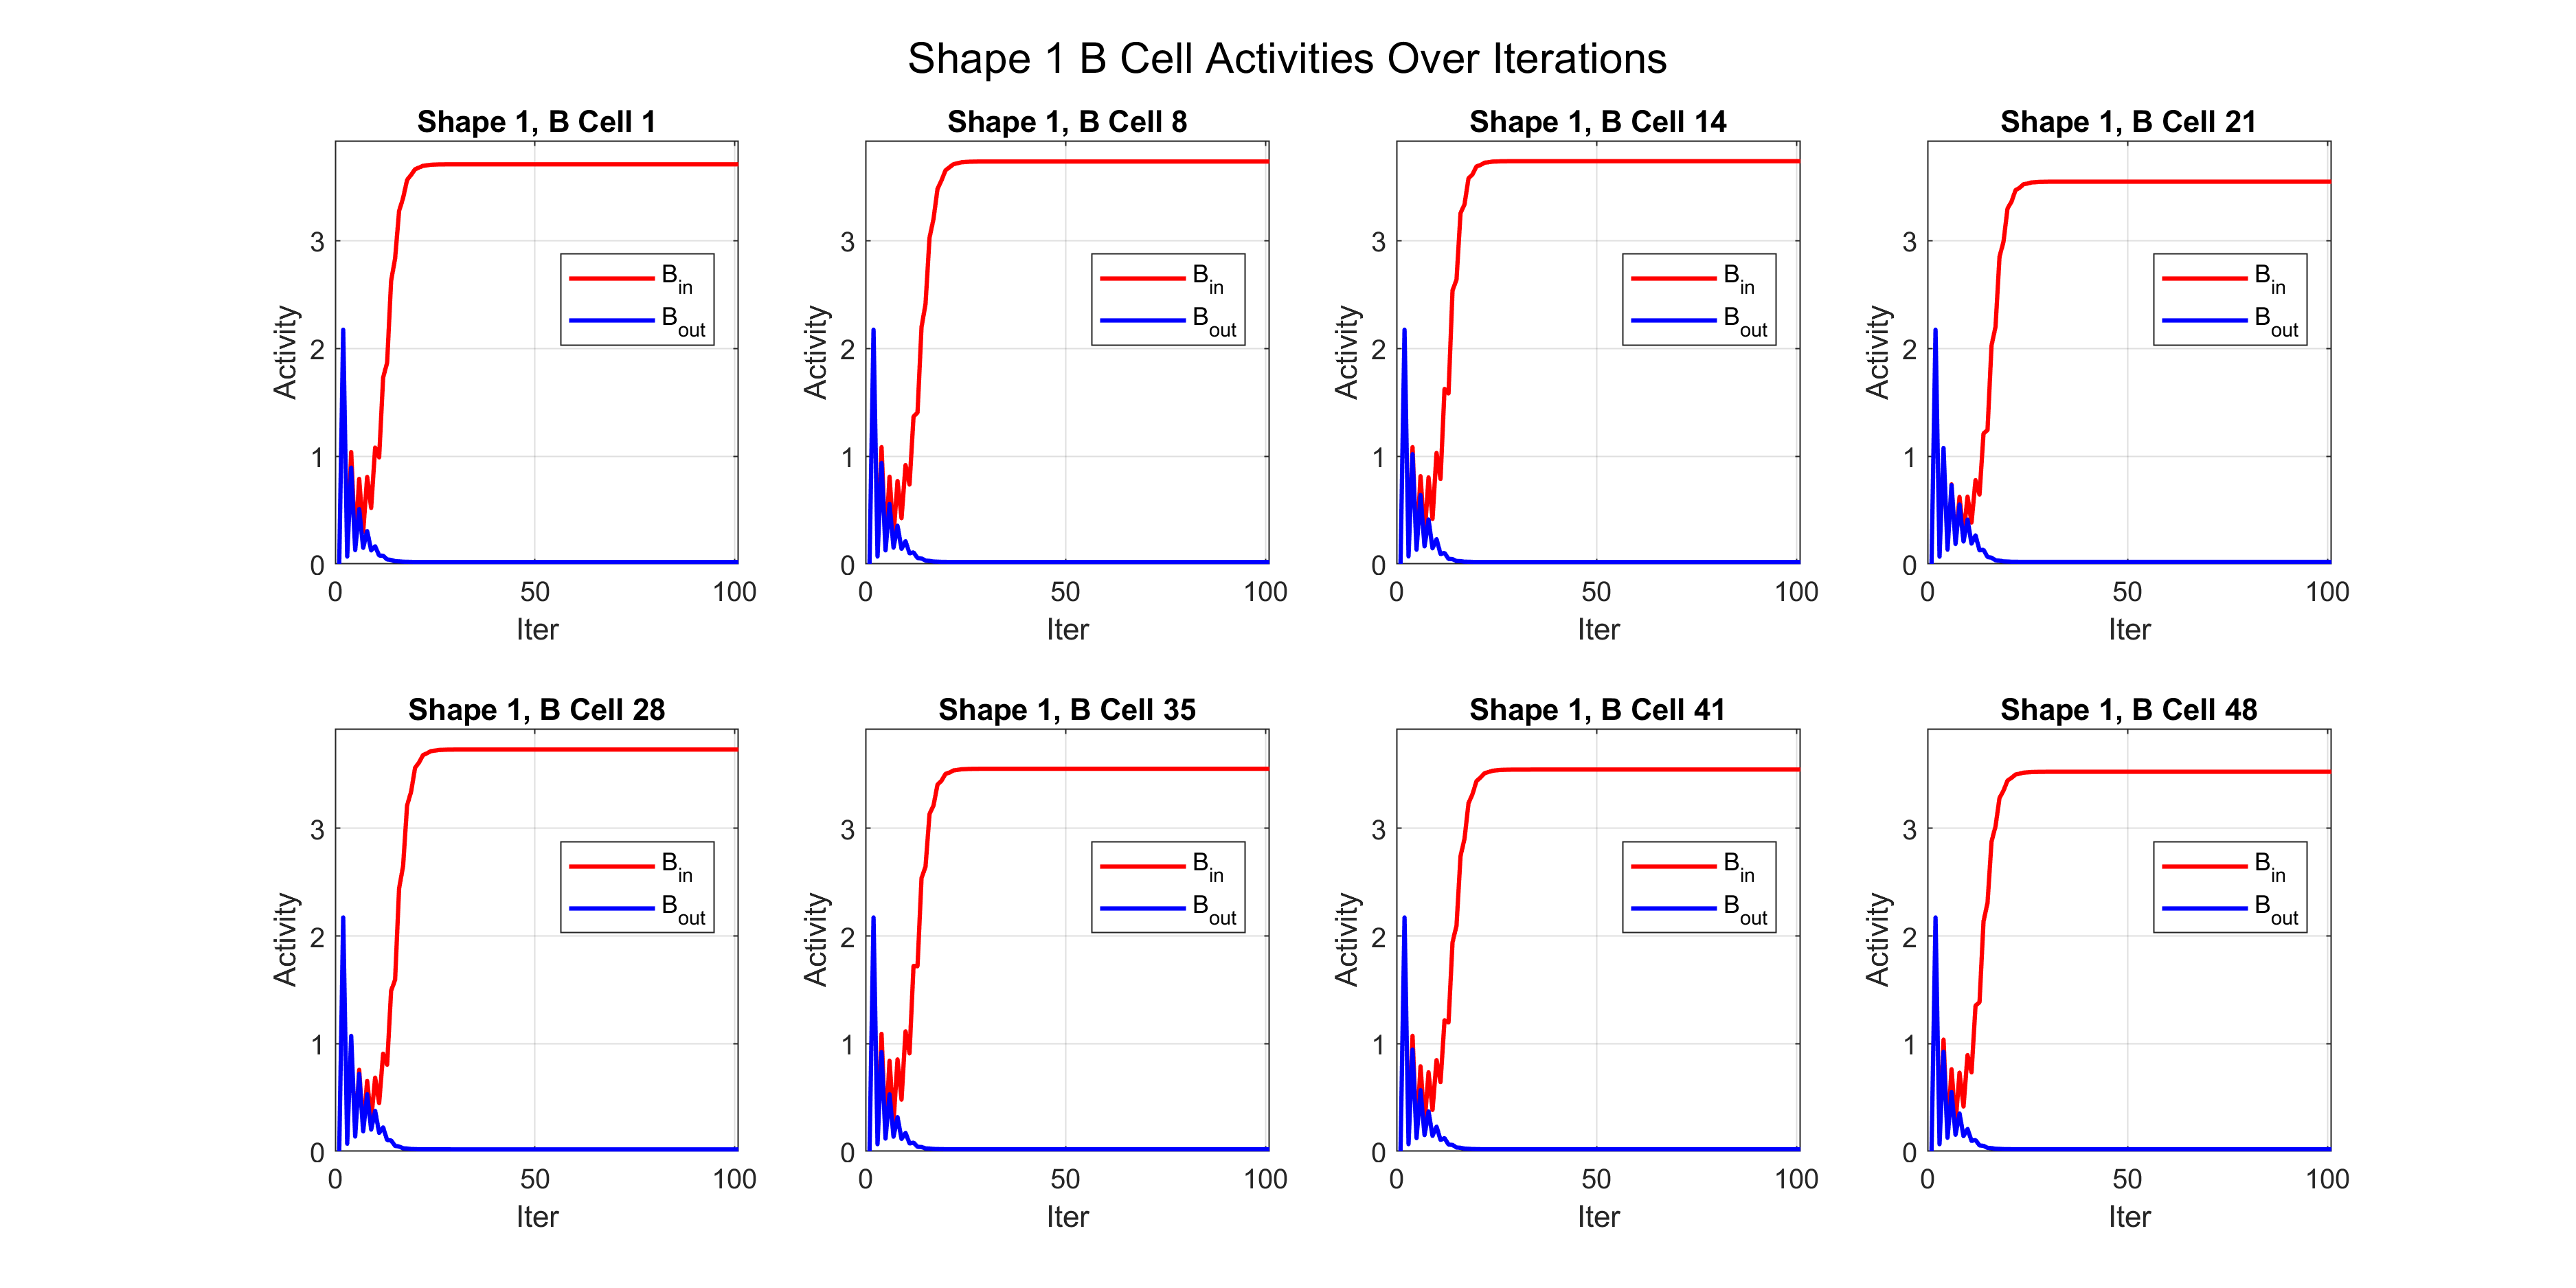 Shape 1 B Cell Activities Over Iterations
Shape 1, B Cell 1
Activity
3
2
1
0
0 50 100
Iter
B_in
B_out
Shape 1, B Cell 8
Activity
3
2
1
0
0 50 100
Iter
B_in
B_out
Shape 1, B Cell 14
Activity
3
2
1
0
0 50 100
Iter
B_in
B_out
Shape 1, B Cell 21
Activity
3
2
1
0
0 50 100
Iter
B_in
B_out
Shape 1, B Cell 28
Activity
3
2
1
0
0 50 100
Iter
B_in
B_out
Shape 1, B Cell 35
Activity
3
2
1
0
0 50 100
Iter
B_in
B_out
Shape 1, B Cell 41
Activity
3
2
1
0
0 50 100
Iter
B_in
B_out
Shape 1, B Cell 48
Activity
3
2
1
0
0 50 100
Iter
B_in
B_out